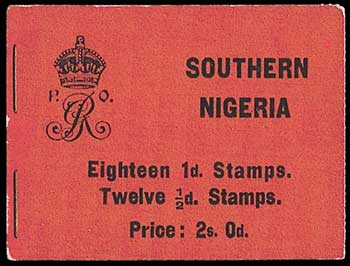 SOUTHERN
NIGERIA
P. O.
Eighteen 1d. Stamps.
Twelve ½d. Stamps.
Price: 2s. 0d.